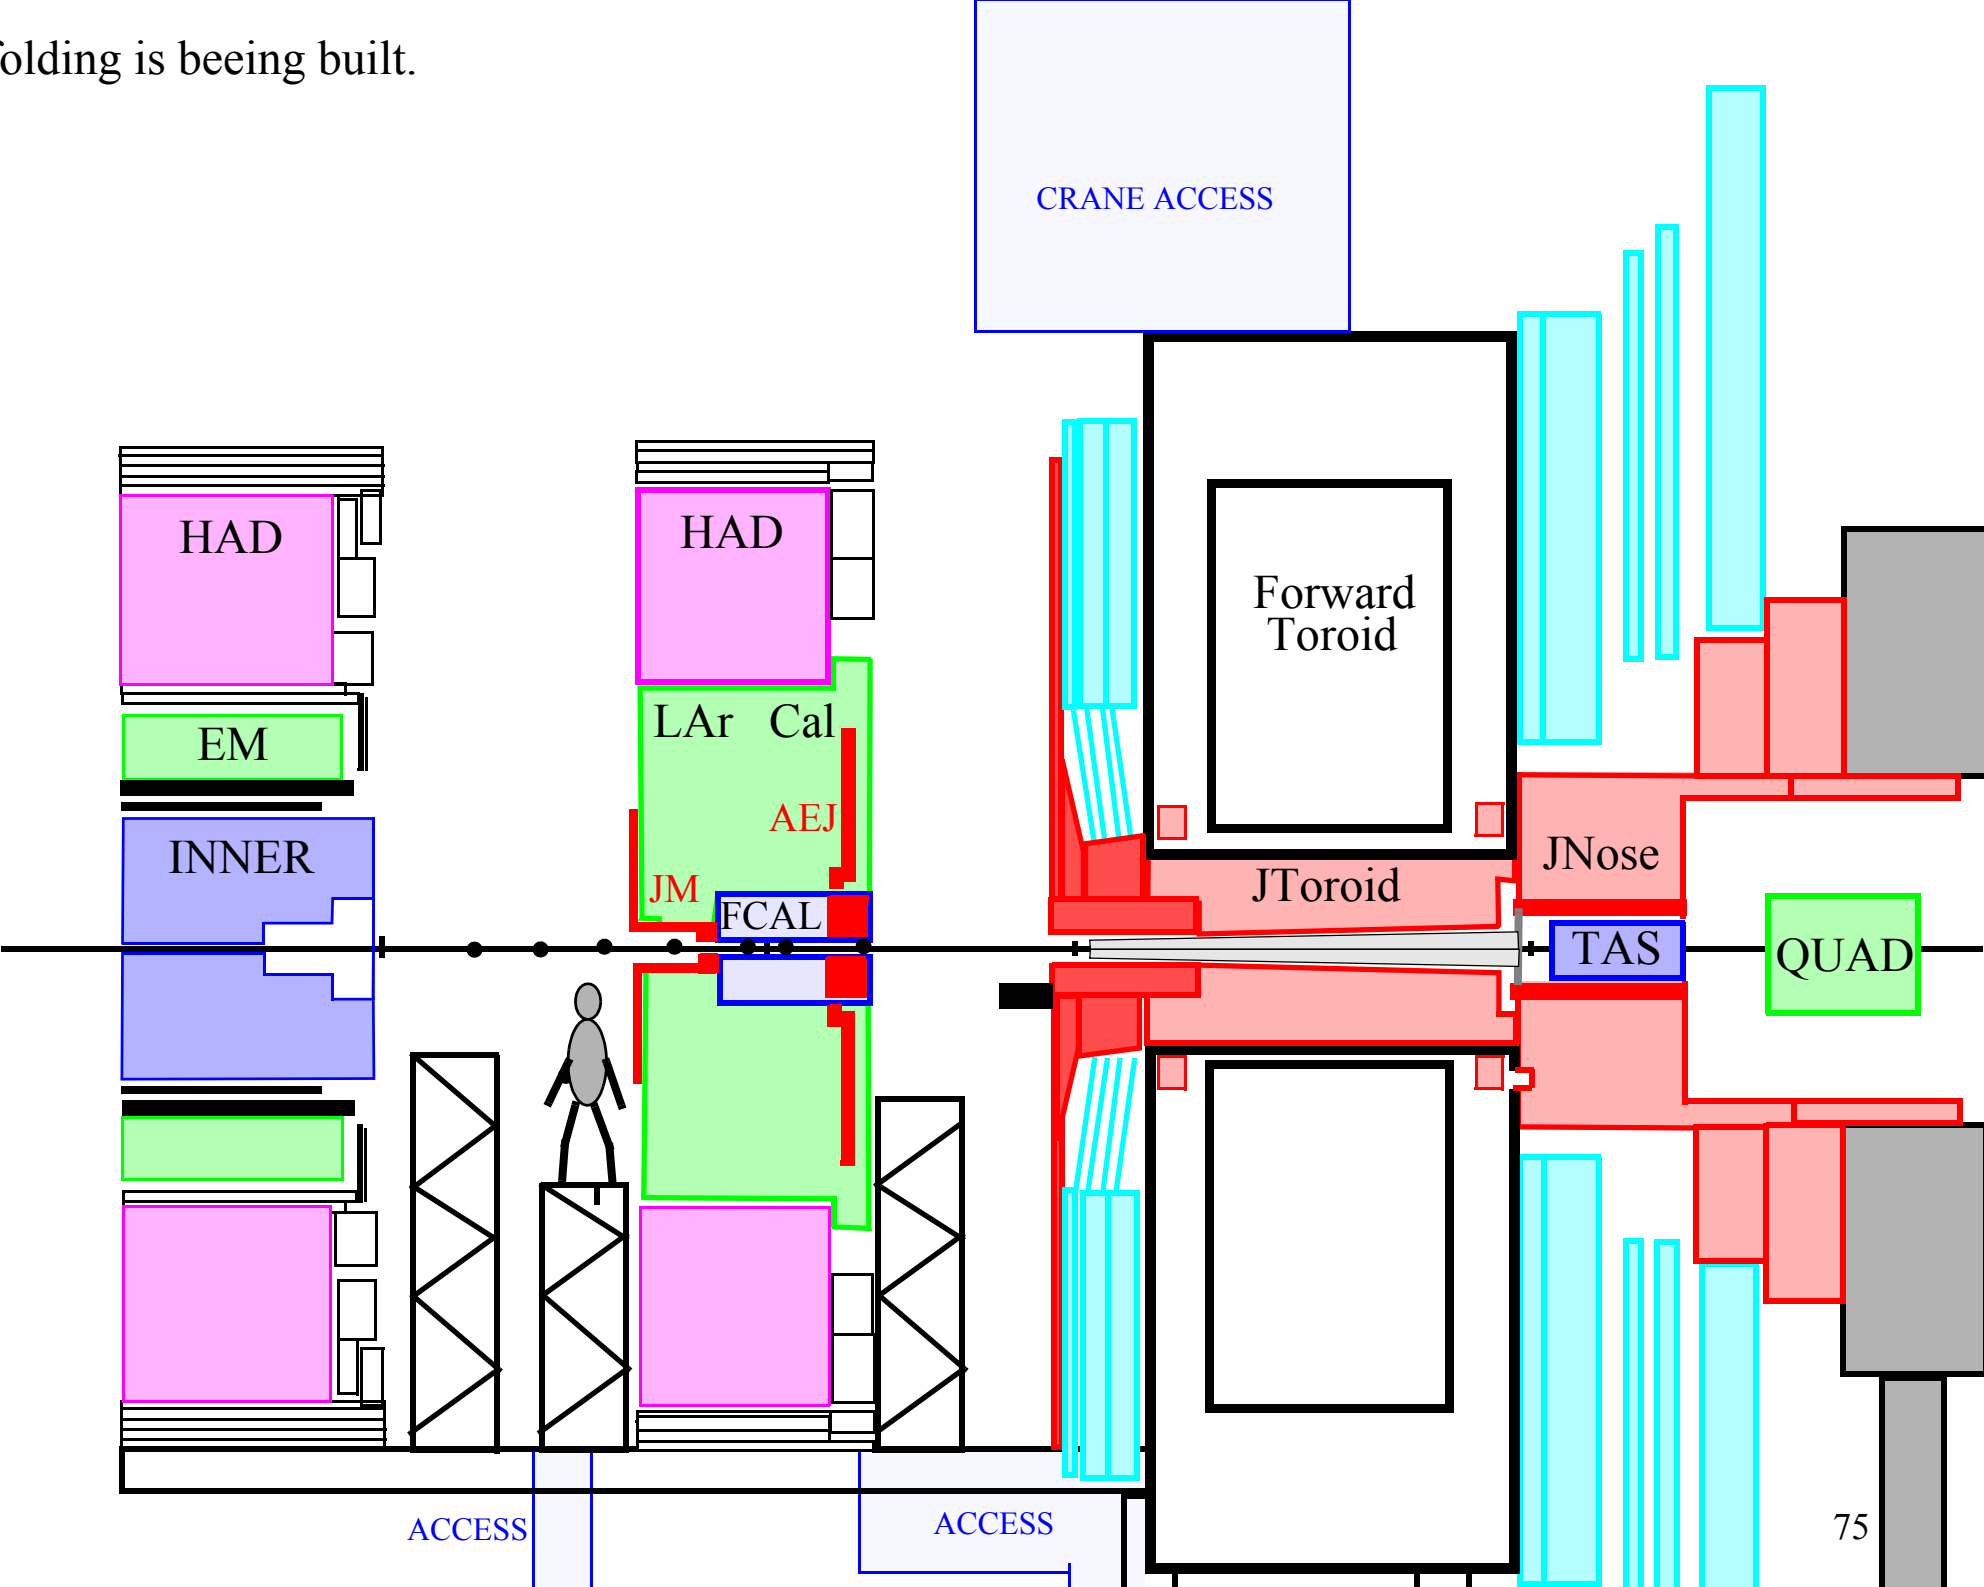 olding is beeing built.
CRANE ACCESS
HAD
HAD
Forward
Toroid
LAr Cal
EM
AEJ
INNER
JM
JToroid
JNose
FCAL
TAS
QUAD
ACCESS
ACCESS
75